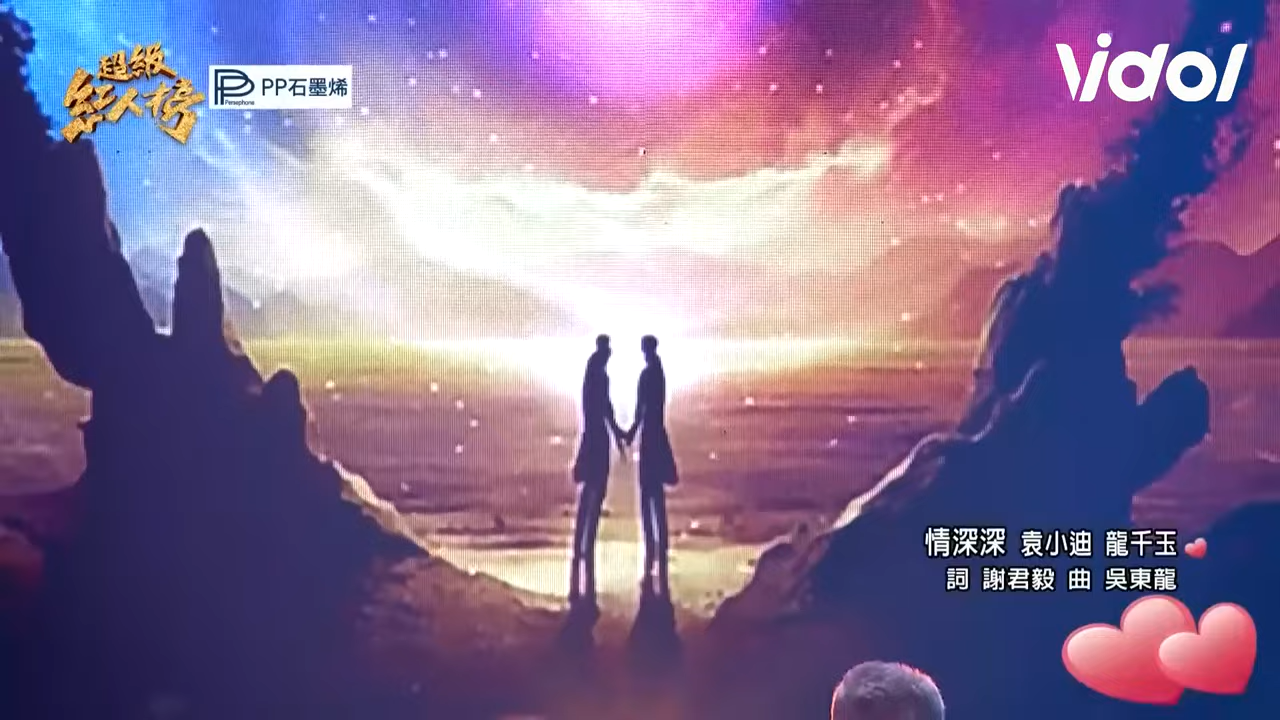 超級
紅人榜
PP石墨烯
Persephone
Vidol
情深深 袁小迪 龍千玉
詞 謝君毅 曲 吳東龍